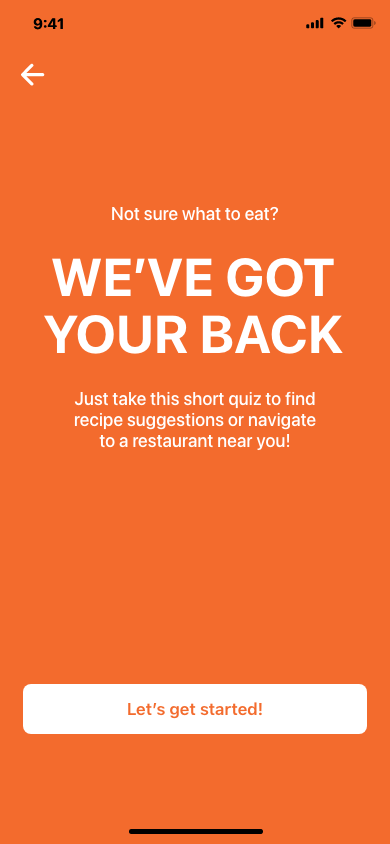 9:41
Not sure what to eat?
WE’VE GOT
YOUR BACK
Just take this short quiz to find
recipe suggestions or navigate
to a restaurant near you!
Let’s get started!